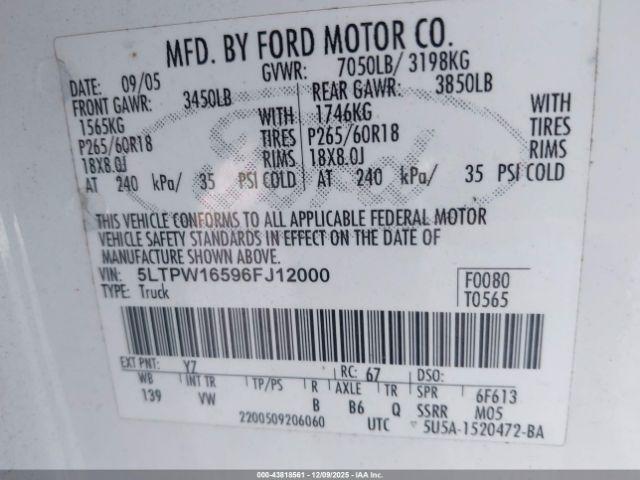 MFD. BY FORD MOTOR CO.
DATE: 09/05 GVWR: 7050LB/ 3198KG
FRONT GAWR: 3450LB REAR GAWR: 3850LB
1565KG WITH 1746KG WITH
P265/60R18 TIRES P265/60R18 TIRES
18X8.0J RIMS 18X8.0J RIMS
AT 240 kPa/ 35 PSI COLD AT 240 kPa/ 35 PSI COLD
THIS VEHICLE CONFORMS TO ALL APPLICABLE FEDERAL MOTOR
VEHICLE SAFETY STANDARDS IN EFFECT ON THE DATE OF
MANUFACTURE SHOWN ABOVE.
VIN: 5LTPW16596FJ12000 F0080
TYPE: Truck T0565
EXT PNT: Y7 RC: 67 DSO:
WB INT TR TP/PS R AXLE TR SPR 6F613
139 VW B B6 Q SSRR M05
2200509206060 UTC 5U5A-1520472-BA
Ford
000-43818561 - 12/09/2025 - IAAI.COM